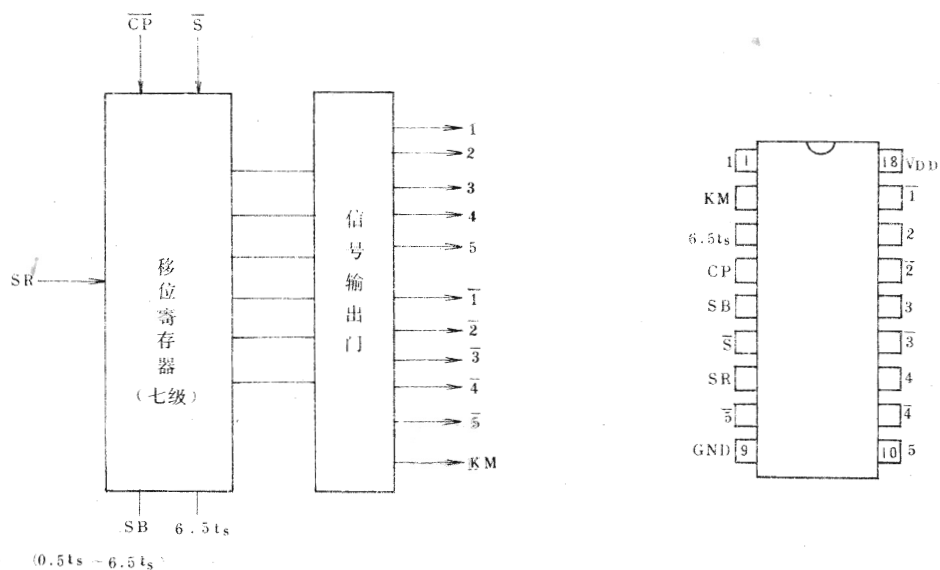 C̅P̅ S̅
SR
移位寄存器
(七级)
信号输出门
1
2
3
4
5
1̅
2̅
3̅
4̅
5̅
KM
SB 6.5ts
(0.5ts ~ 6.5ts)
1 1 18 VDD
KM 1̅
6.5ts 2
CP 2̅
SB 3
S̅ 3̅
SR 4
5̅ 4̅
GND 9 10 5